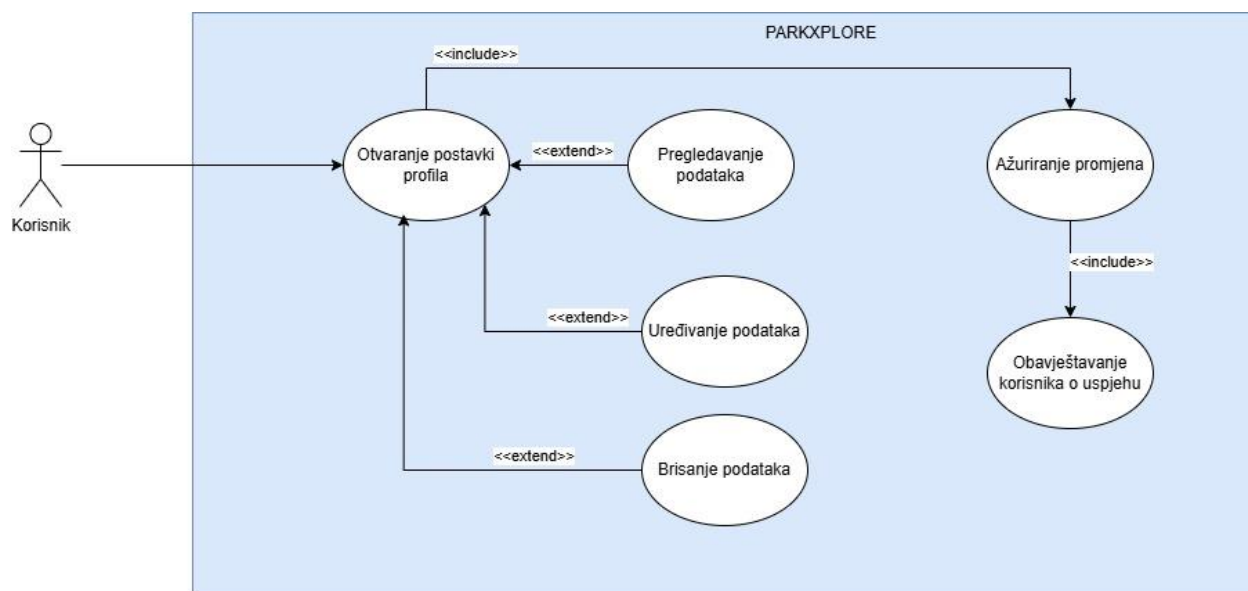 PARKXPLORE
<<include>>
Otvaranje postavki
profila
<<extend>>
Pregledavanje
podataka
Ažuriranje promjena
Korisnik
<<include>>
<<extend>>
Uređivanje podataka
Obavještavanje
korisnika o uspjehu
<<extend>>
Brisanje podataka